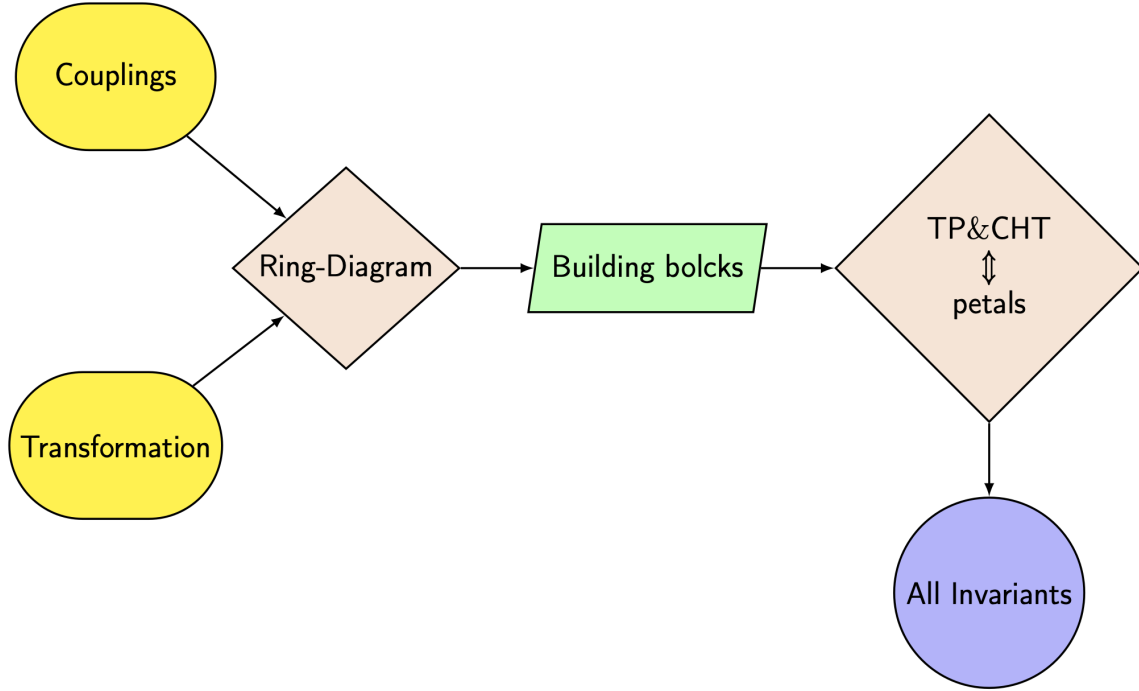 Couplings
Ring-Diagram
Transformation
Building bolcks
TP&CHT
⇕
petals
All Invariants